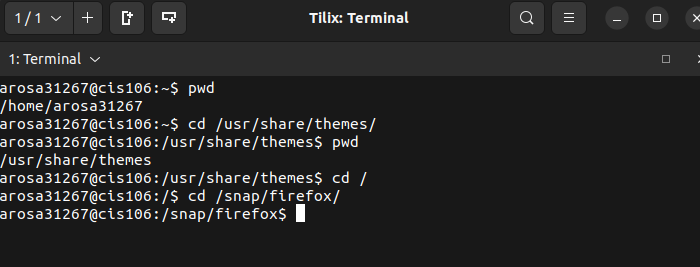 1 / 1
Tilix: Terminal
1: Terminal
arosa31267@cis106:~$ pwd
/home/arosa31267
arosa31267@cis106:~$ cd /usr/share/themes/
arosa31267@cis106:/usr/share/themes$ pwd
/usr/share/themes
arosa31267@cis106:/usr/share/themes$ cd /
arosa31267@cis106:/$ cd /snap/firefox/
arosa31267@cis106:/snap/firefox$